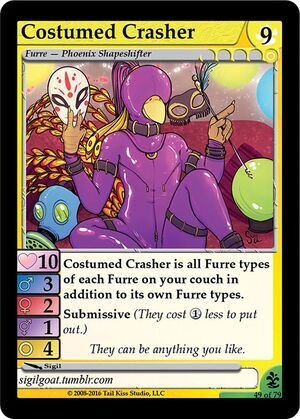 Costumed Crasher 9
Furre — Phoenix Shapeshifter
10
3
2
1
4
Costumed Crasher is all Furre types
of each Furre on your couch in
addition to its own Furre types.
Submissive (They cost 1 less to put
out.)
They can be anything you like.
Sigil
sigilgoat.tumblr.com
49 of 79
© 2008-2016 Tail Kiss Studio, LLC